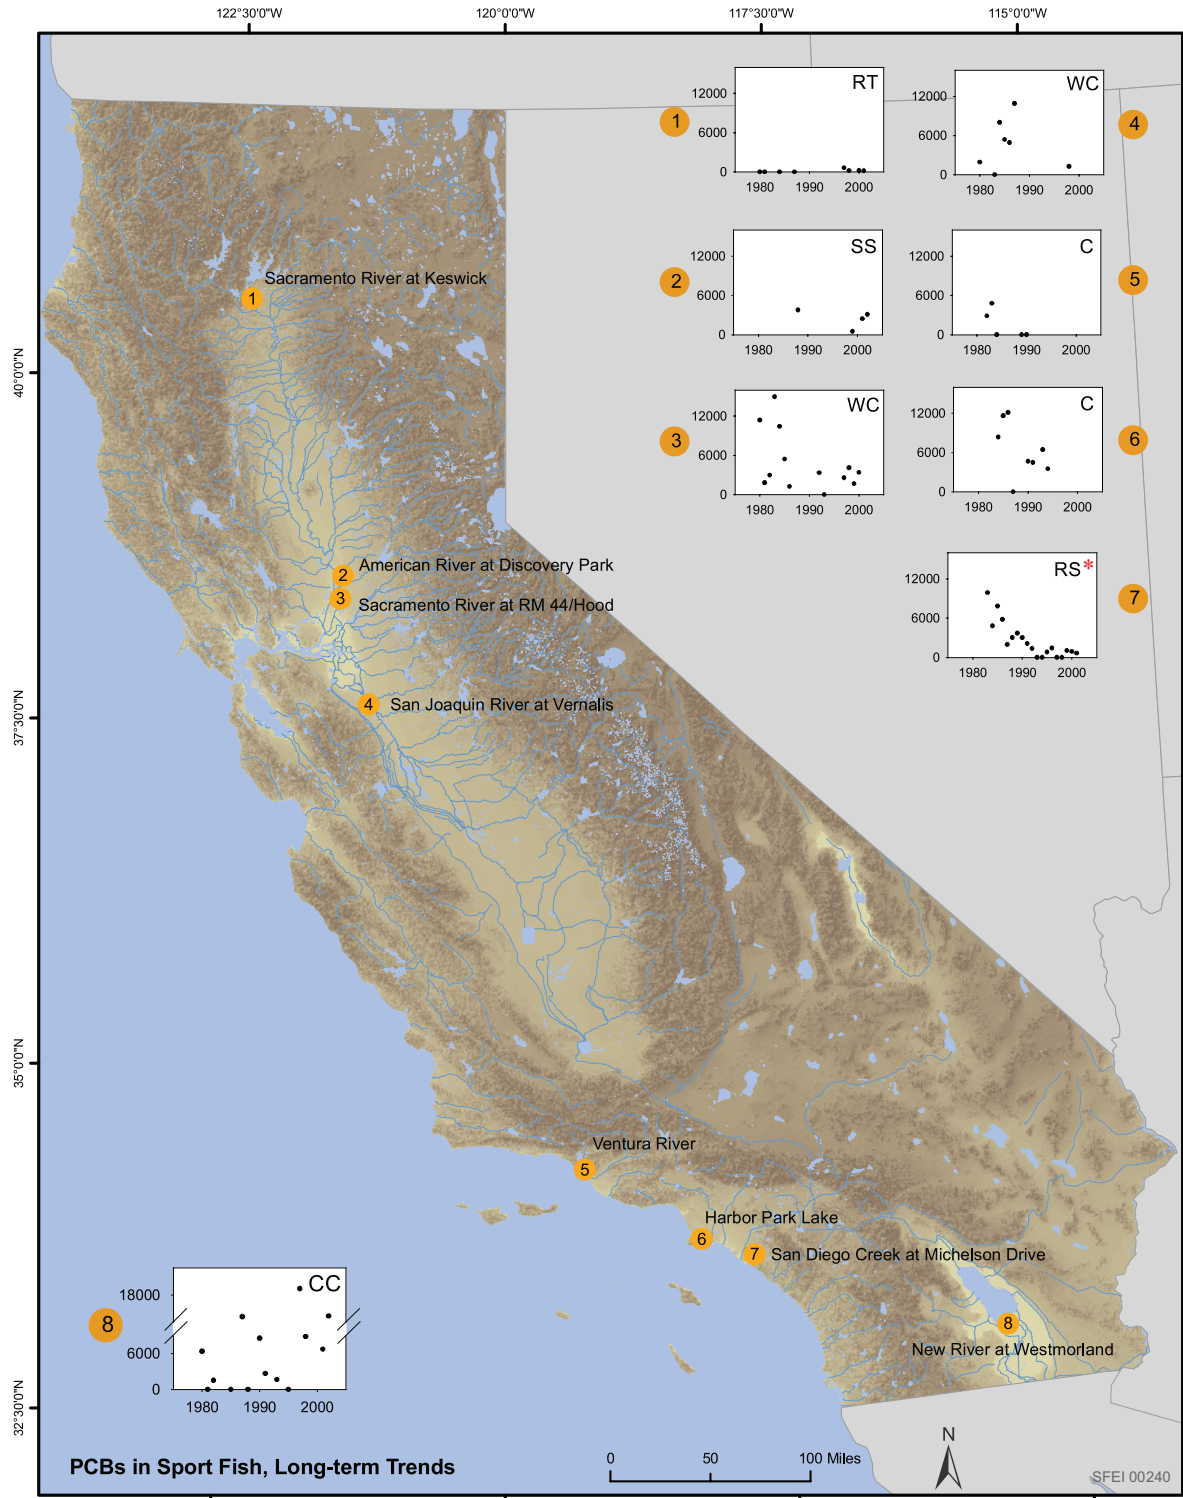 122°30'0"W 120°0'0"W 117°30'0"W 115°0'0"W
RT
12000
6000
0
1980 1990 2000
1
WC
12000
6000
0
1980 1990 2000
4
SS
12000
6000
0
1980 1990 2000
2
C
12000
6000
0
1980 1990 2000
5
WC
12000
6000
0
1980 1990 2000
3
C
12000
6000
0
1980 1990 2000
6
RS*
12000
6000
0
1980 1990 2000
7
Sacramento River at Keswick
1
40°0'0"N
American River at Discovery Park
2
3
Sacramento River at RM 44/Hood
4
San Joaquin River at Vernalis
37°30'0"N
35°0'0"N
Ventura River
5
Harbor Park Lake
6
7
San Diego Creek at Michelson Drive
8
New River at Westmorland
CC
18000
6000
0
1980 1990 2000
8
32°30'0"N
PCBs in Sport Fish, Long-term Trends
0 50 100 Miles
N
SFEI 00240